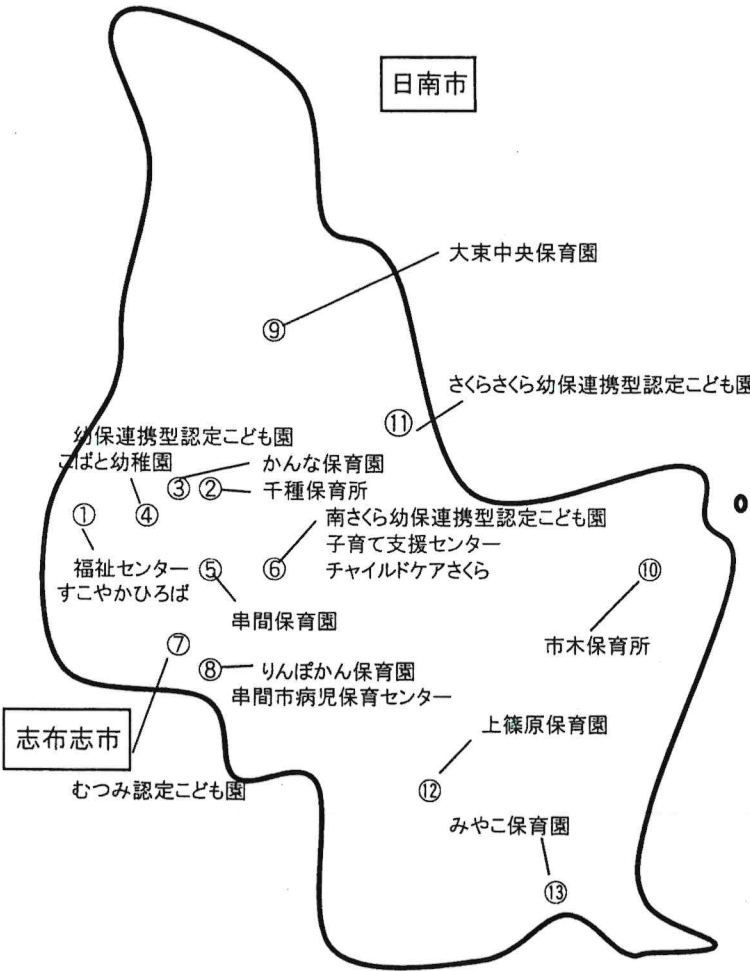 日南市
大束中央保育園
⑨
さくらさくら幼保連携型認定こども園
⑪
幼保連携型認定こども園
こばと幼稚園
かんな保育園
③
②
千種保育所
①
④
南さくら幼保連携型認定こども園
子育て支援センター
チャイルドケアさくら
福祉センター
すこやかひろば
⑤
⑥
⑩
串間保育園
市木保育所
⑦
⑧
りんぽかん保育園
串間市病児保育センター
志布志市
上篠原保育園
むつみ認定こども園
⑫
みやこ保育園
⑬